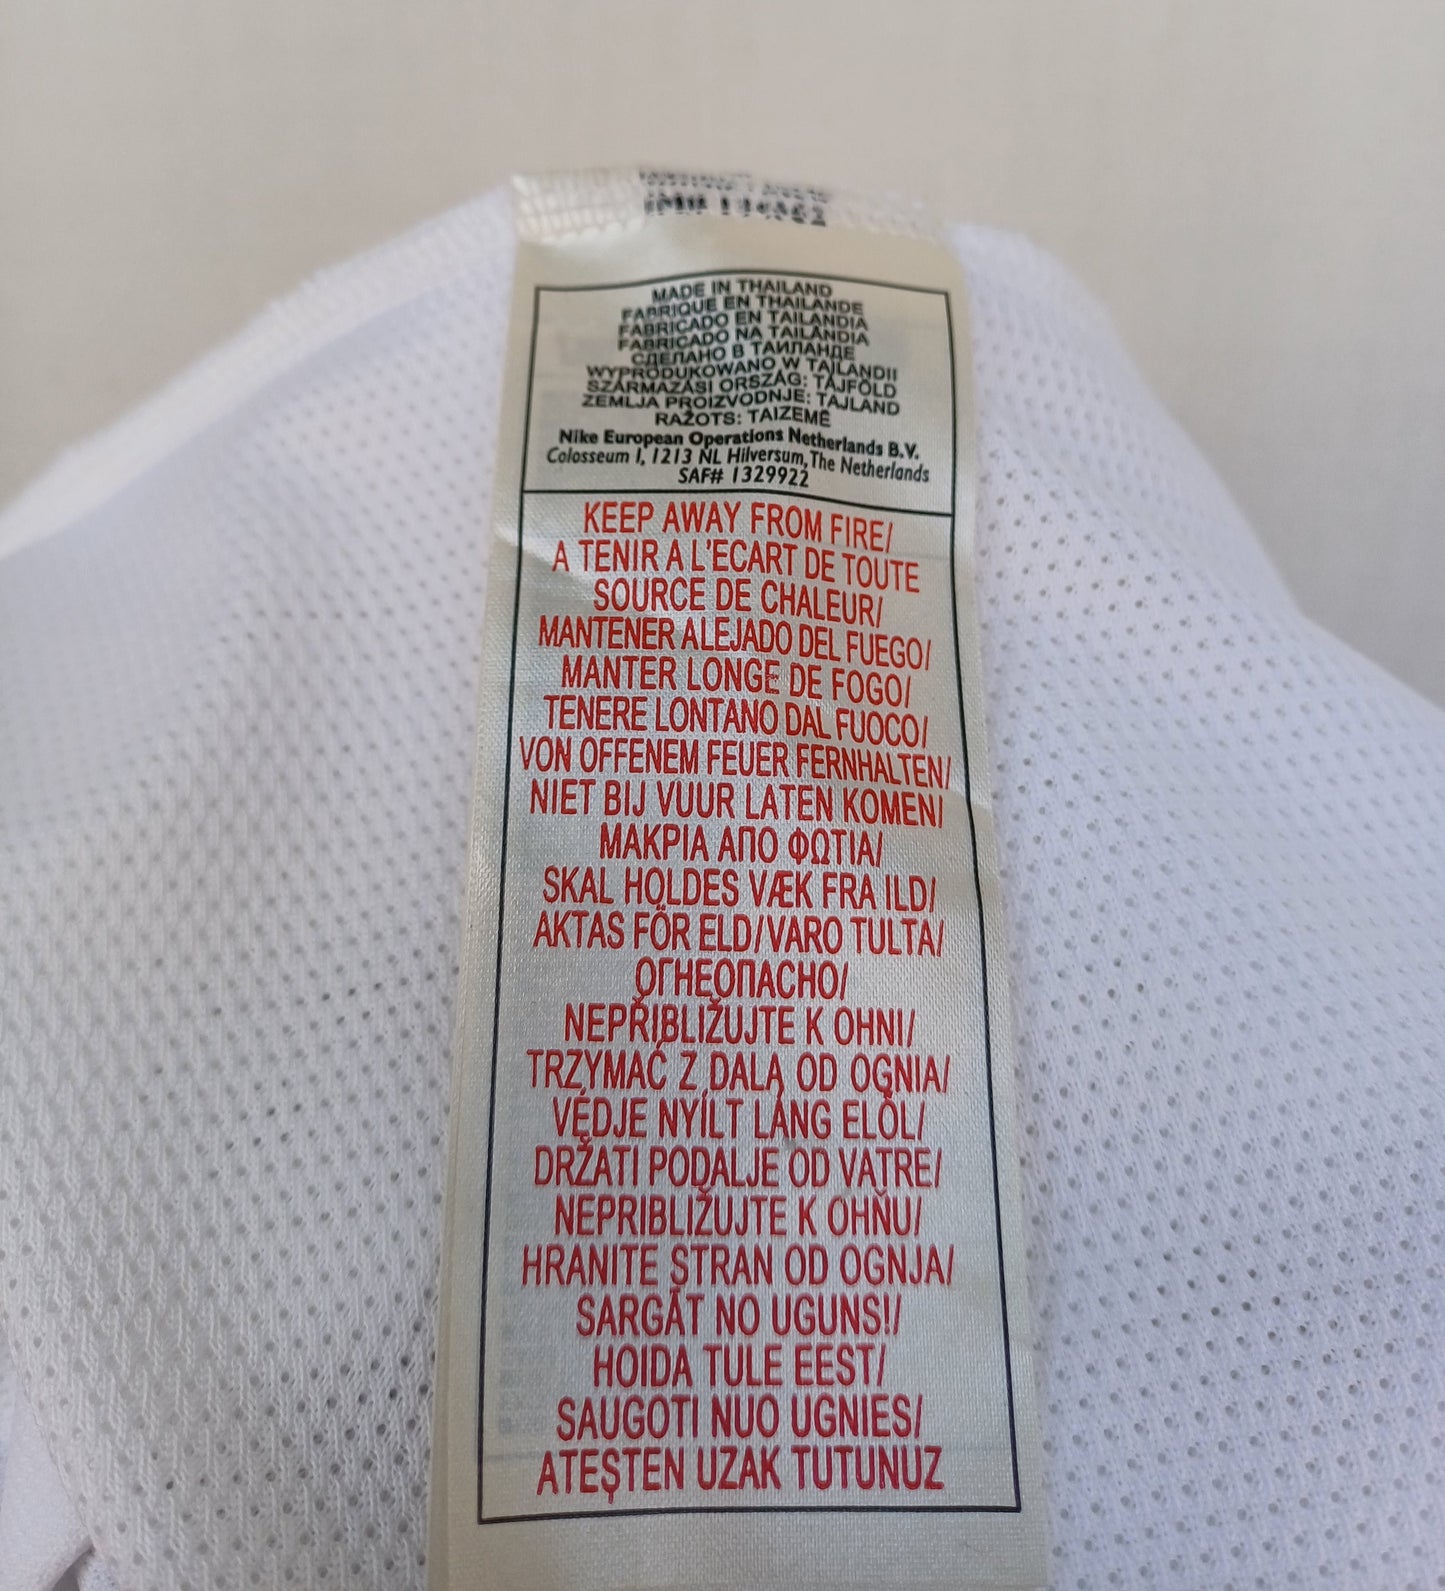 MADE IN THAILAND
FABRIQUE EN THAILANDE
FABRICADO EN TAILANDIA
FABRICADO NA TAILÂNDIA
СДЕЛАНО В ТАИЛАНДЕ
WYPRODUKOWANO W TAJLANDII
SZÁRMAZÁSI ORSZÁG: TAJFÖLD
ZEMLJA PROIZVODNJE: TAJLAND
RAŽOTS: TAIZEMĒ
Nike European Operations Netherlands B.V.
Colosseum 1, 1213 NL Hilversum, The Netherlands
SAF# 1329922
KEEP AWAY FROM FIRE/
A TENIR A L'ECART DE TOUTE
SOURCE DE CHALEUR/
MANTENER ALEJADO DEL FUEGO/
MANTER LONGE DE FOGO/
TENERE LONTANO DAL FUOCO/
VON OFFENEM FEUER FERNHALTEN/
NIET BIJ VUUR LATEN KOMEN/
ΜΑΚΡΙΑ ΑΠΟ ΦΩΤΙΑ/
SKAL HOLDES VÆK FRA ILD/
AKTAS FÖR ELD/VARO TULTA/
ОГНЕОПАСНО/
NEPŘIBLIŽUJTE K OHNI/
TRZYMAĆ Z DALA OD OGNIA/
VÉDJE NYÍLT LÁNG ELŐL/
DRŽATI PODALJE OD VATRE/
NEPRIBLIŽUJTE K OHŇU/
HRANITE STRAN OD OGNJA/
SARGĀT NO UGUNS!/
HOIDA TULE EEST/
SAUGOTI NUO UGNIES/
ATEŞTEN UZAK TUTUNUZ